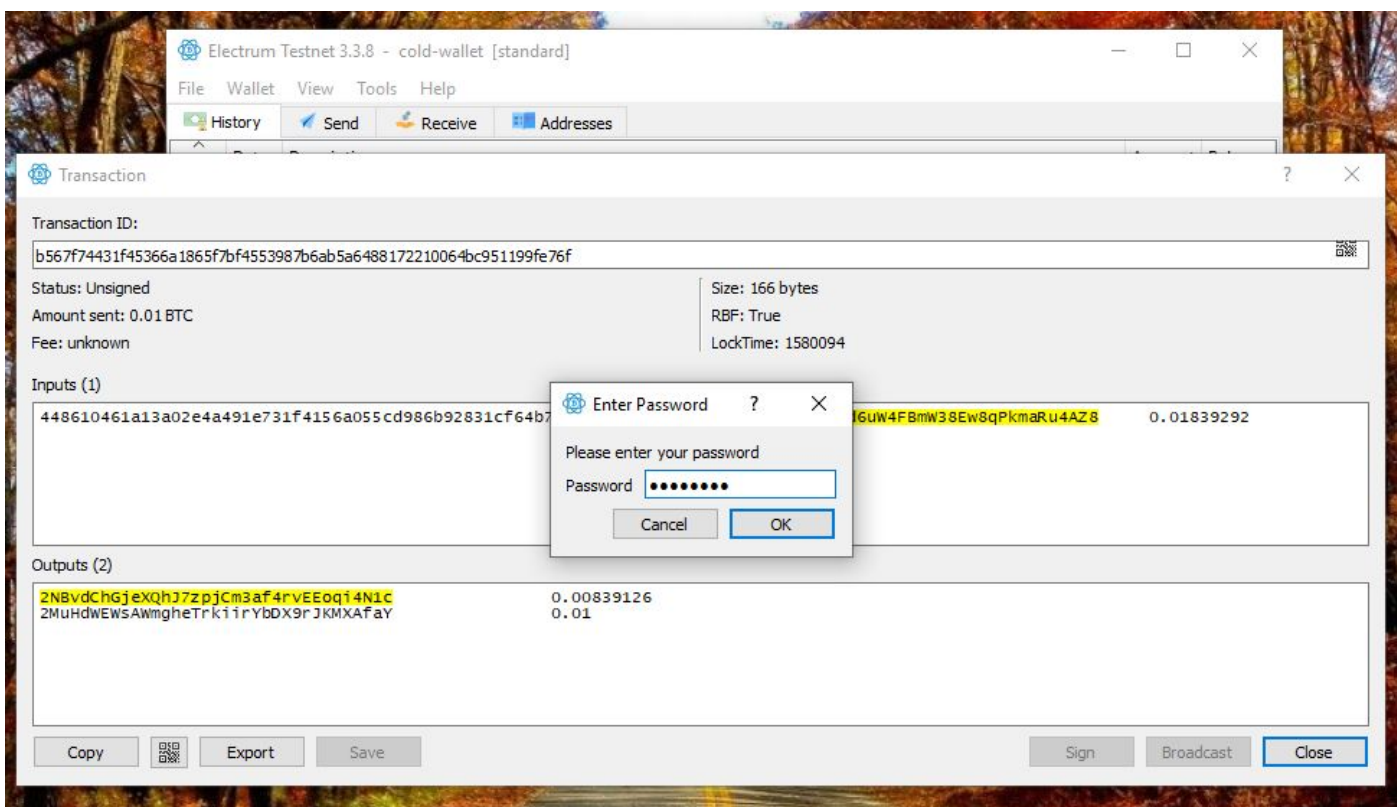 Electrum Testnet 3.3.8 - cold-wallet [standard]
File Wallet View Tools Help
History Send Receive Addresses
Transaction
Transaction ID:
b567f74431f45366a1865f7bf4553987b6ab5a6488172210064bc951199fe76f
Status: Unsigned
Size: 166 bytes
Amount sent: 0.01 BTC
RBF: True
Fee: unknown
LockTime: 1580094
Inputs (1)
448610461a13a02e4a491e731f4156a055cd986b92831cf64b7 6uW4FBmW38Ew8qPkmaRu4AZ8 0.01839292
Enter Password ?
Please enter your password
Password
Cancel OK
Outputs (2)
2NBvdChGjeXQhJ7zpjCm3af4rvEEoqi4N1c 0.00839126
2MuHdWEWsAWmgheTrkiirYbDX9rJKMXAfaY 0.01
Copy Export Save Sign Broadcast Close